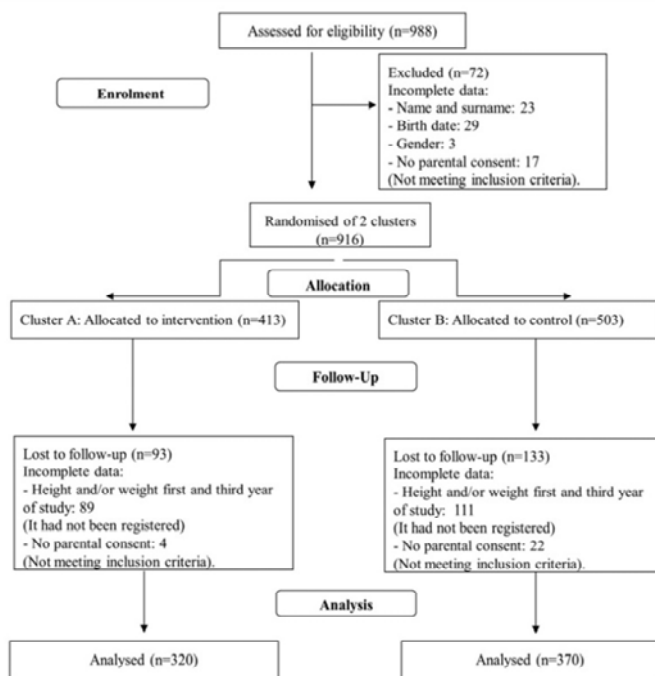 Assessed for eligibility (n=988)
Enrolment
Excluded (n=72)
Incomplete data:
- Name and surname: 23
- Birth date: 29
- Gender: 3
- No parental consent: 17
(Not meeting inclusion criteria).
Randomised of 2 clusters
(n=916)
Allocation
Cluster A: Allocated to intervention (n=413)
Cluster B: Allocated to control (n=503)
Follow-Up
Lost to follow-up (n=93)
Incomplete data:
- Height and/or weight first and third year
of study: 89
(It had not been registered)
- No parental consent: 4
(Not meeting inclusion criteria).
Lost to follow-up (n=133)
Incomplete data:
- Height and/or weight first and third year
of study: 111
(It had not been registered)
- No parental consent: 22
(Not meeting inclusion criteria).
Analysis
Analysed (n=320)
Analysed (n=370)